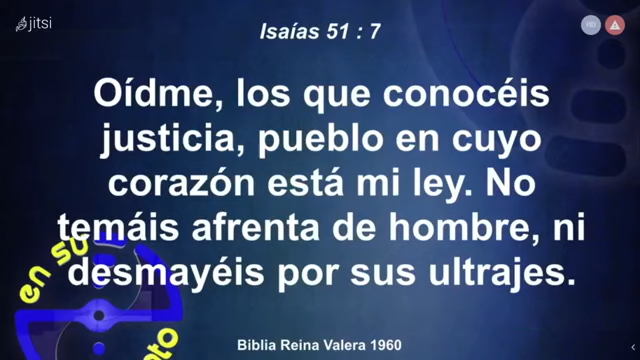 jitsi
HD
Isaías 51 : 7
Oídme, los que conocéis
justicia, pueblo en cuyo
corazón está mi ley. No
temáis afrenta de hombre, ni
desmayéis por sus ultrajes.
en su
Biblia Reina Valera 1960